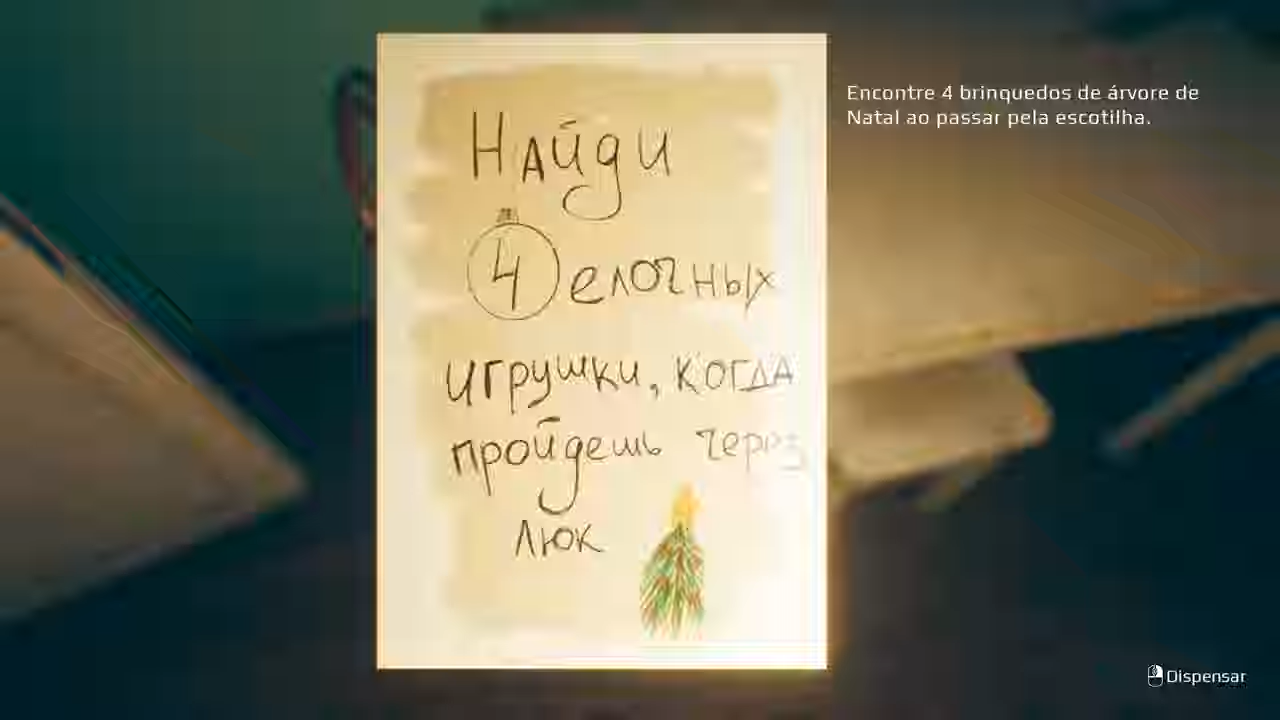 Найди
4 елочных
игрушки, когда
пройдешь через
люк
Encontre 4 brinquedos de árvore de
Natal ao passar pela escotilha.
Dispensar